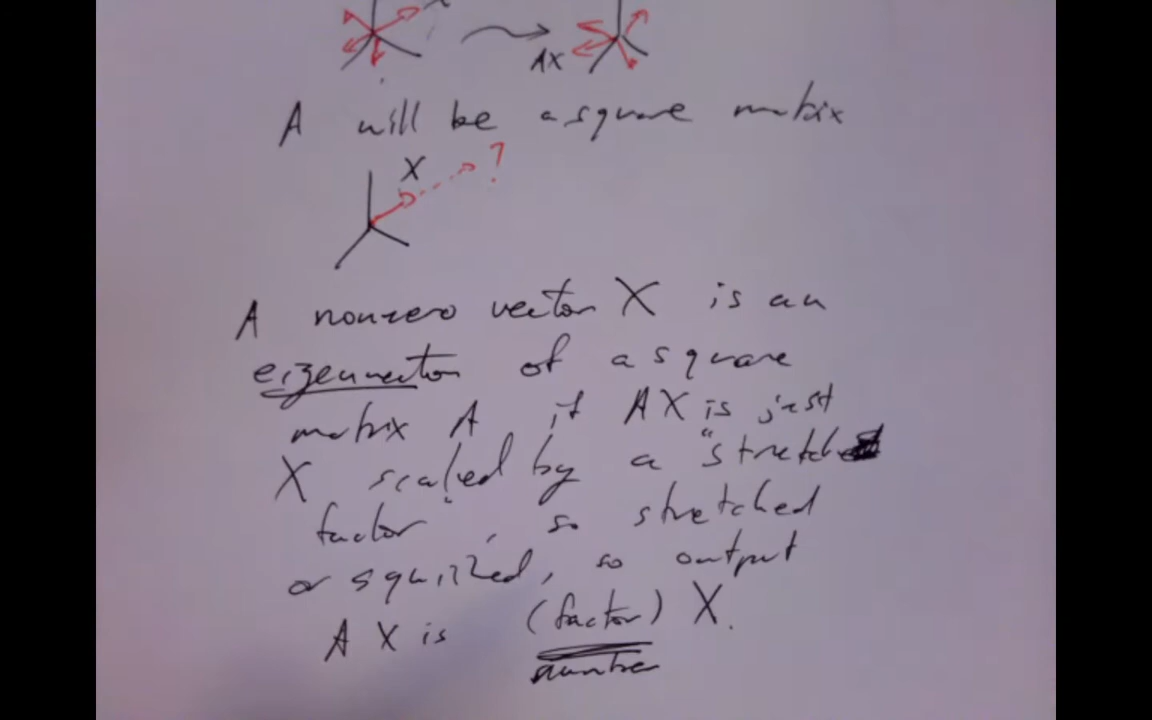 AX
A will be a square matrix
X ?
A nonzero vector X is an
eigenvector of a square
matrix A if AX is just
X scaled by a "stretch
factor", so stretched
or squished, so output
AX is (factor) X.
number